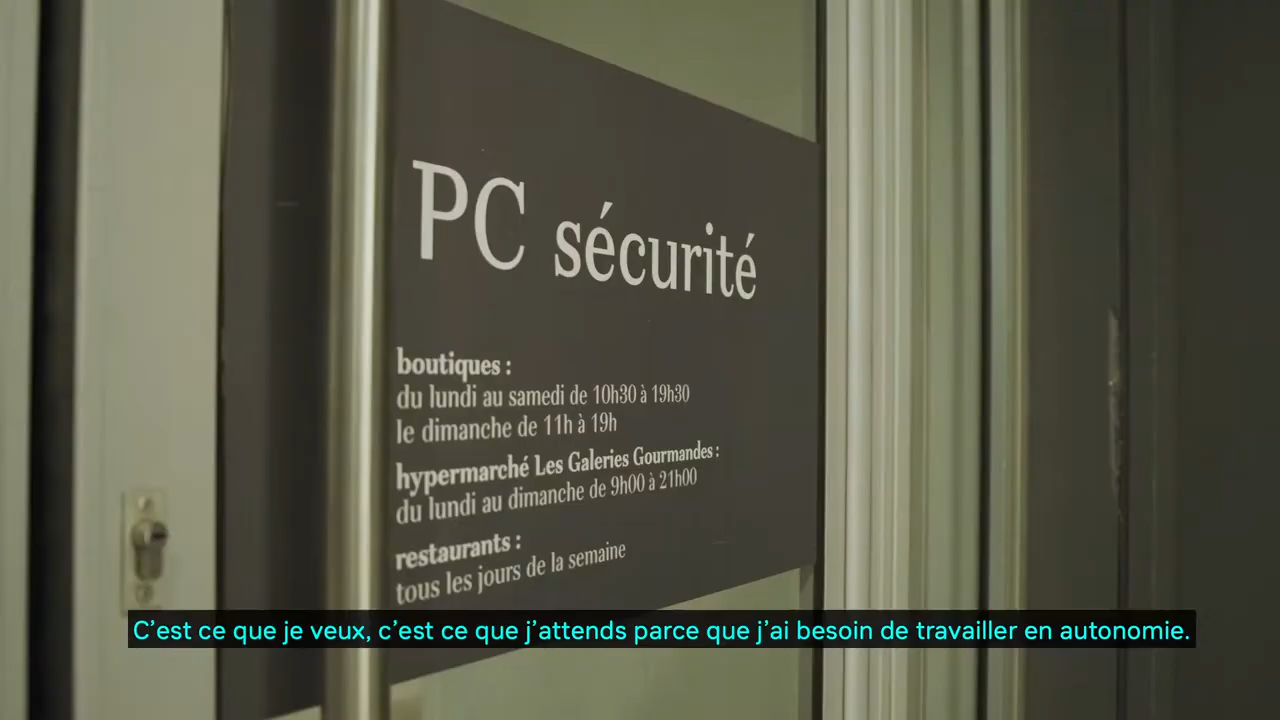 PC sécurité
boutiques :
du lundi au samedi de 10h30 à 19h30
le dimanche de 11h à 19h
hypermarché Les Galeries Gourmandes :
du lundi au dimanche de 9h00 à 21h00
restaurants :
tous les jours de la semaine
C’est ce que je veux, c’est ce que j’attends parce que j’ai besoin de travailler en autonomie.